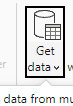 Get
data
data from mu